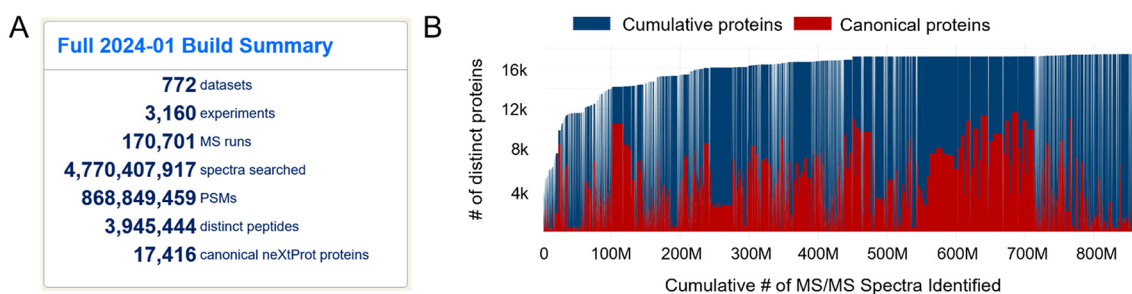 A
Full 2024-01 Build Summary
772 datasets
3,160 experiments
170,701 MS runs
4,770,407,917 spectra searched
868,849,459 PSMs
3,945,444 distinct peptides
17,416 canonical neXtProt proteins
B
Cumulative proteins Canonical proteins
# of distinct proteins
16k
12k
8k
4k
0 100M 200M 300M 400M 500M 600M 700M 800M
Cumulative # of MS/MS Spectra Identified